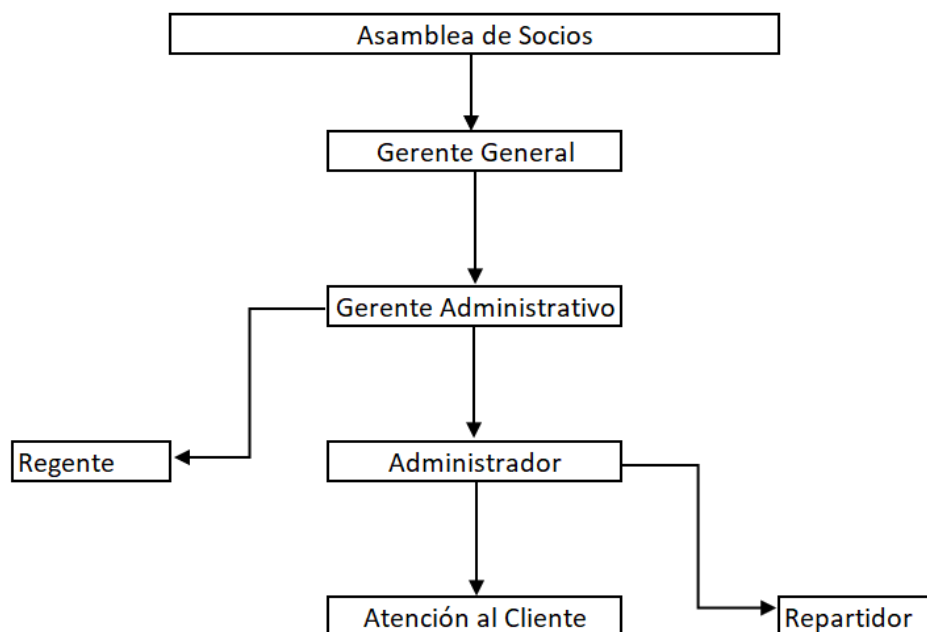 Asamblea de Socios
Gerente General
Gerente Administrativo
Regente
Administrador
Atención al Cliente
Repartidor